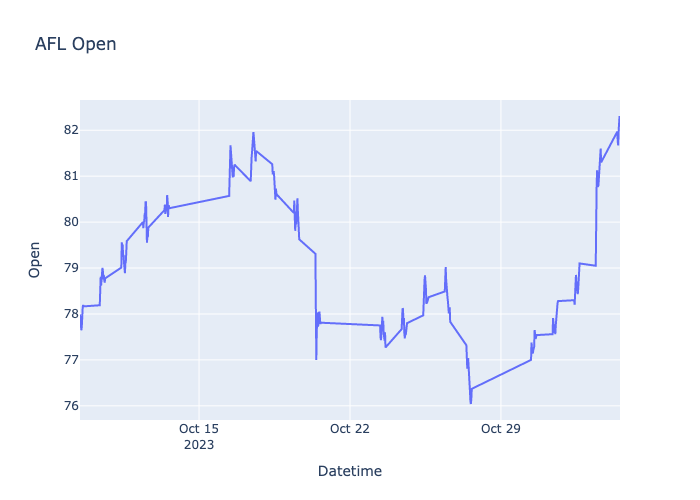 AFL Open
82
81
80
79
78
77
76
Open
Oct 15
2023
Oct 22
Oct 29
Datetime